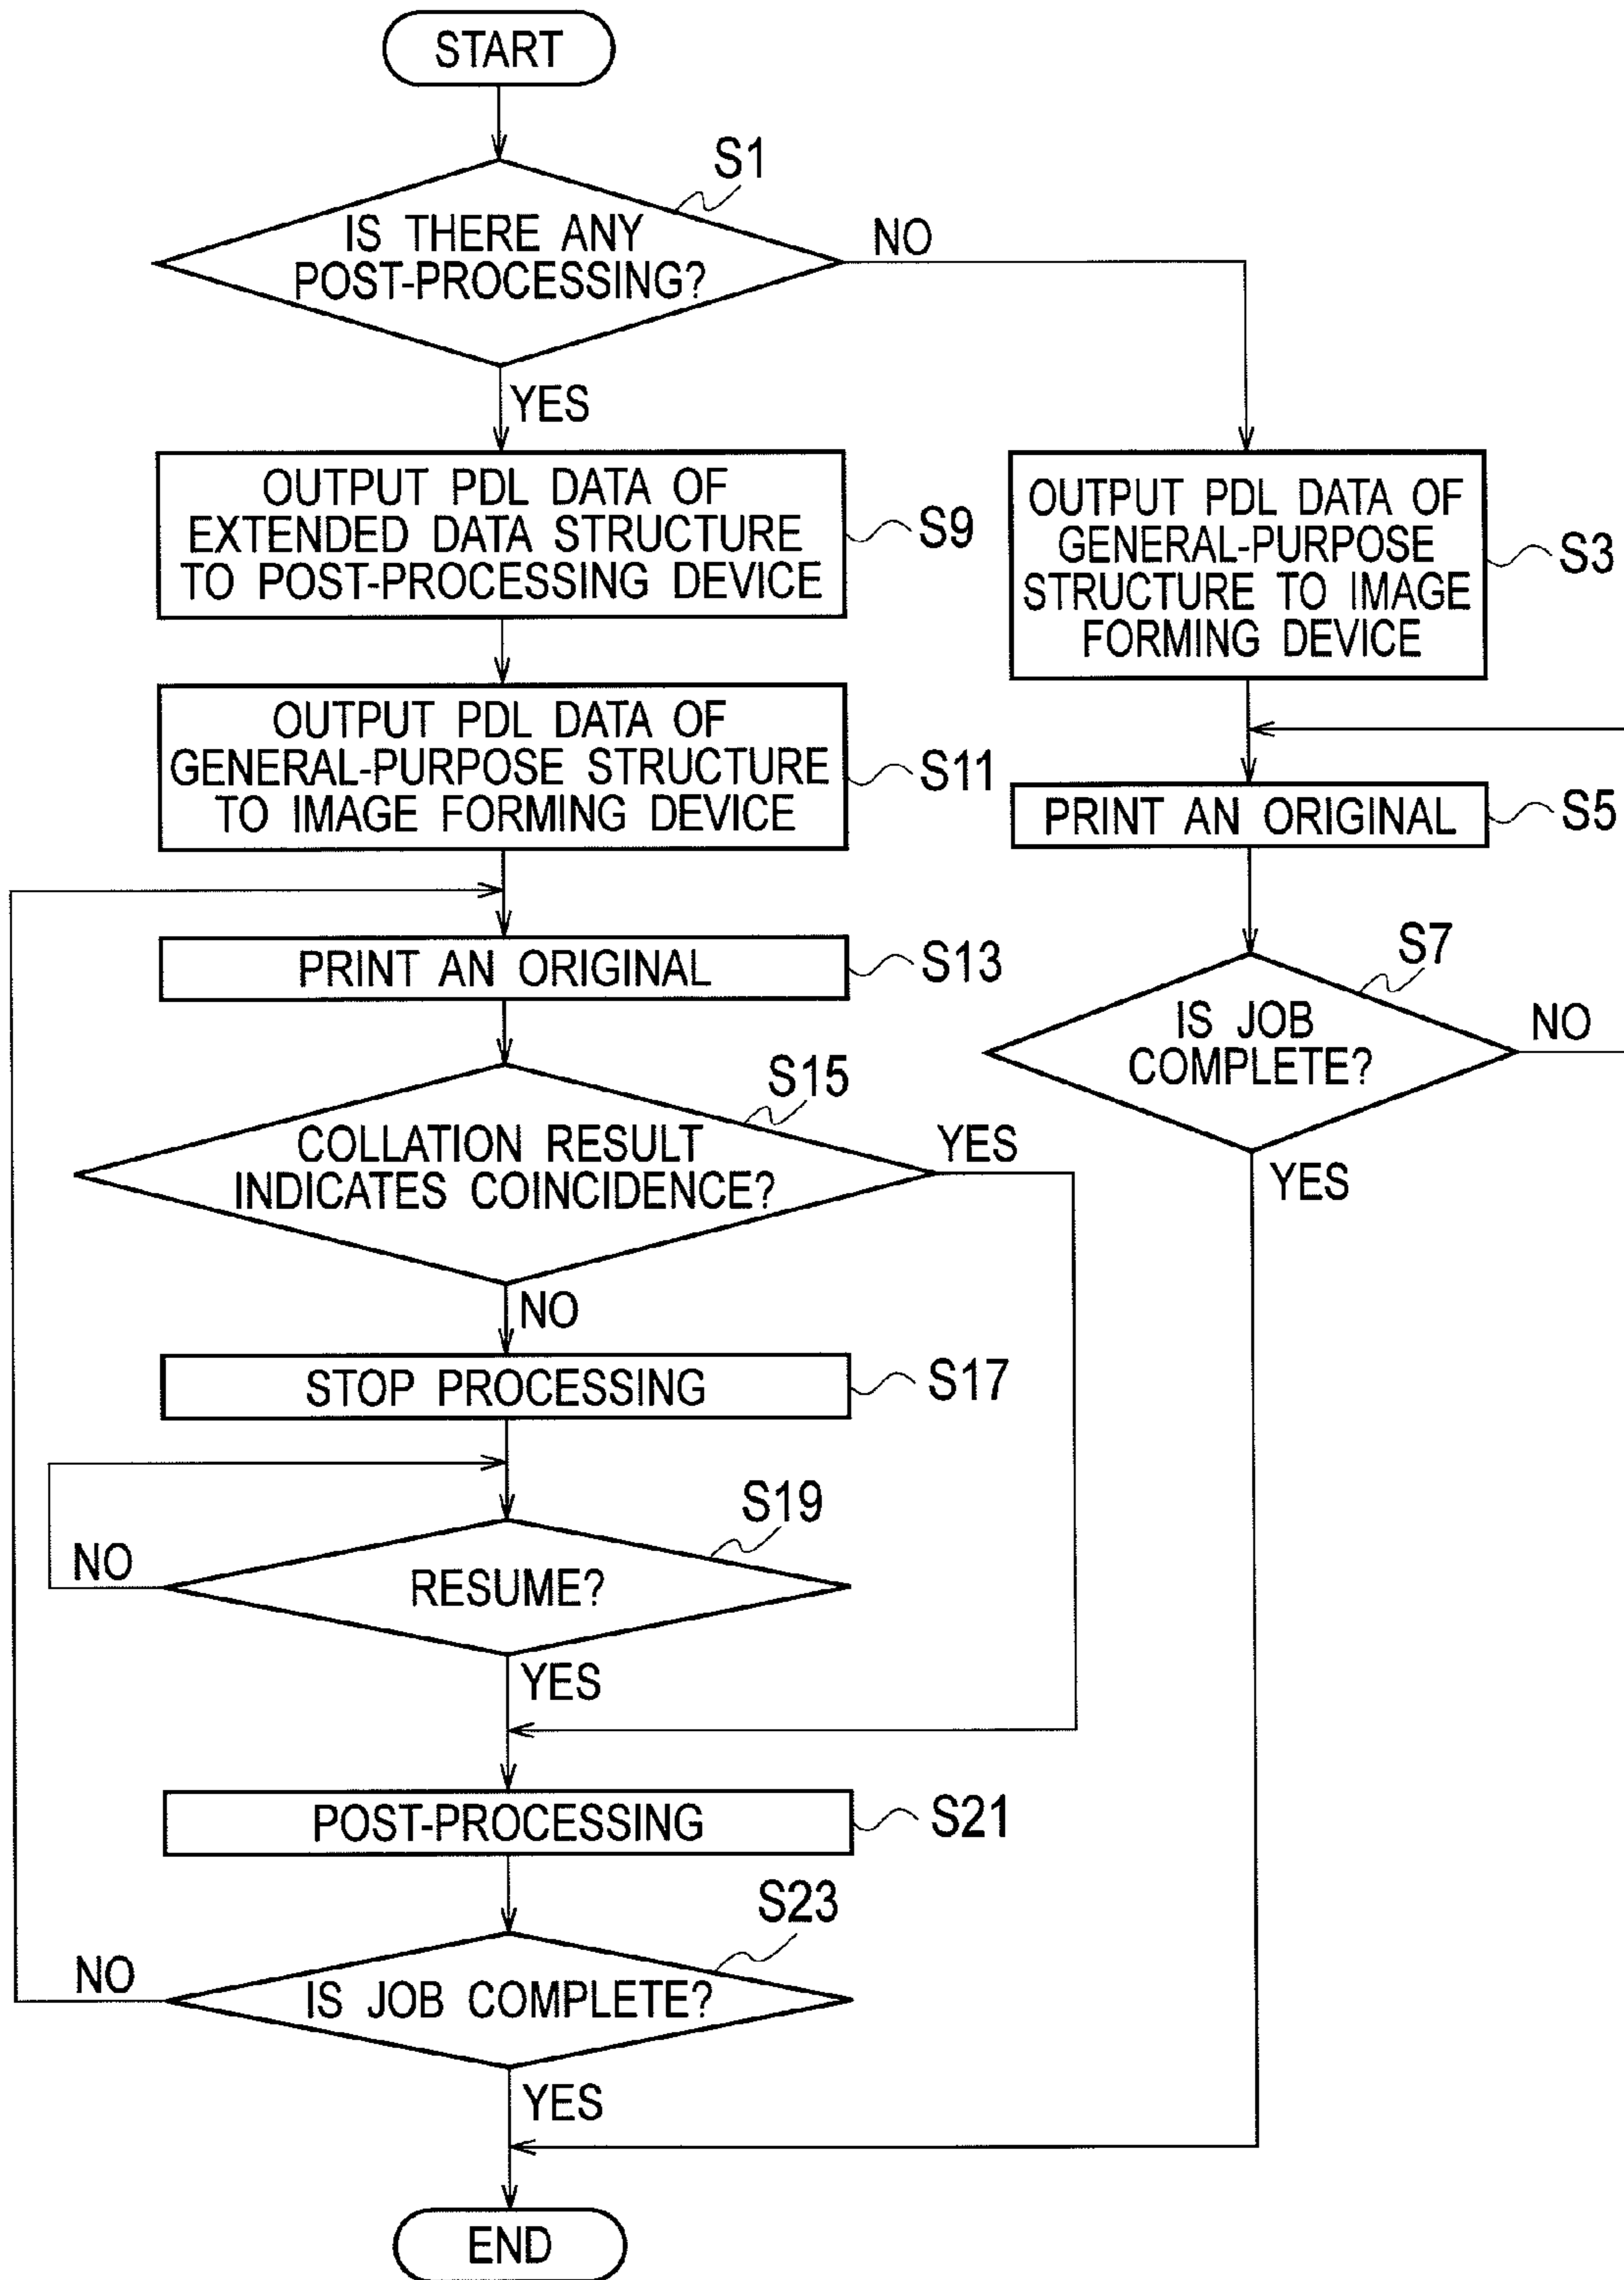 START
S1
IS THERE ANY
POST-PROCESSING?
NO
YES
OUTPUT PDL DATA OF
EXTENDED DATA STRUCTURE
TO POST-PROCESSING DEVICE
S9
OUTPUT PDL DATA OF
GENERAL-PURPOSE
STRUCTURE TO IMAGE
FORMING DEVICE
S3
OUTPUT PDL DATA OF
GENERAL-PURPOSE STRUCTURE
TO IMAGE FORMING DEVICE
S11
PRINT AN ORIGINAL
S5
PRINT AN ORIGINAL
S13
S7
IS JOB
COMPLETE?
NO
YES
S15
COLLATION RESULT
INDICATES COINCIDENCE?
YES
NO
STOP PROCESSING
S17
S19
RESUME?
NO
YES
POST-PROCESSING
S21
S23
IS JOB COMPLETE?
NO
YES
END